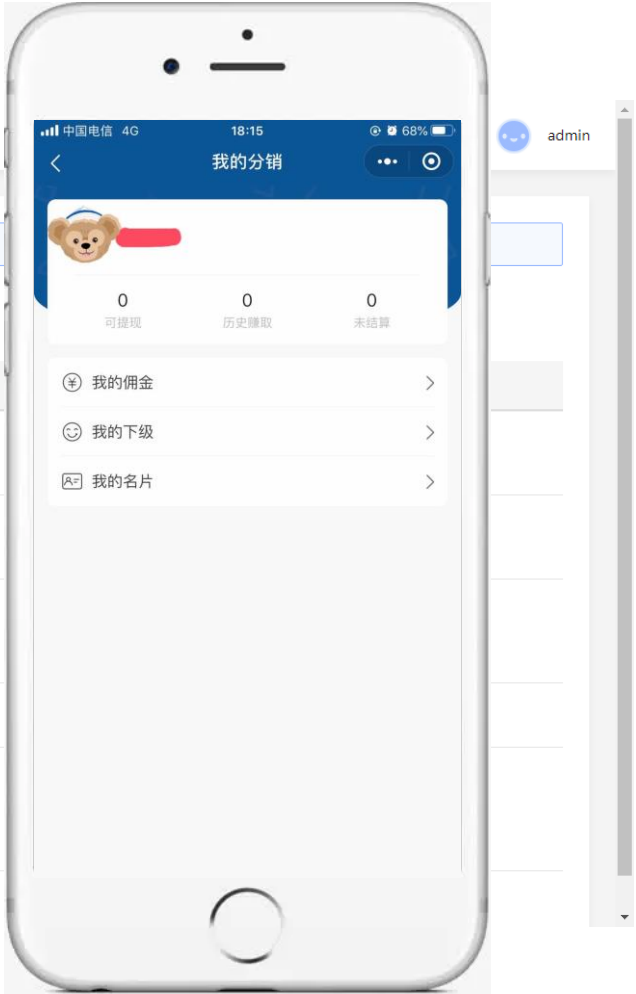 中国电信 4G 18:15 68%
我的分销
admin
0 0 0
可提现 历史赚取 未结算
我的佣金
我的下级
我的名片